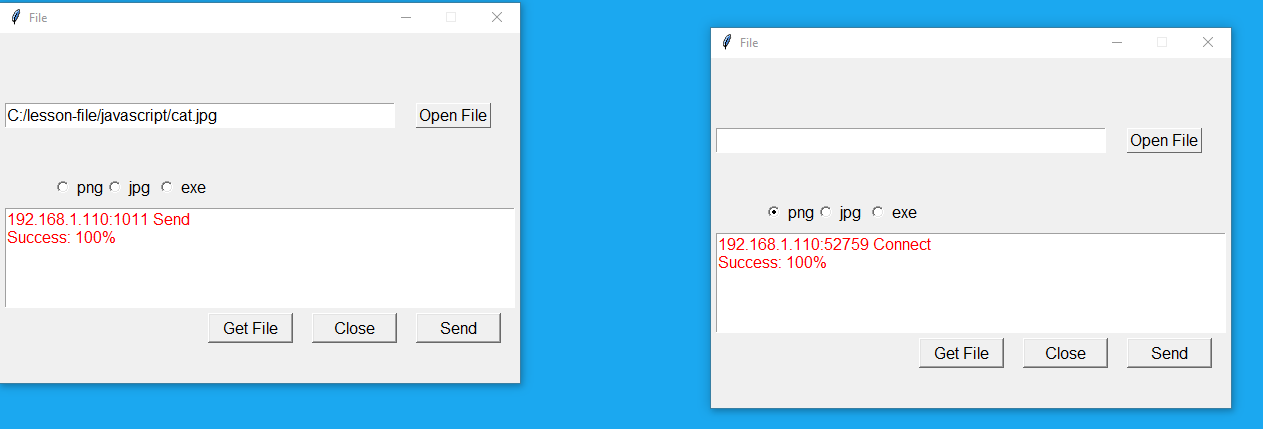 File
C:/lesson-file/javascript/cat.jpg
Open File
png jpg exe
192.168.1.110:1011 Send
Success: 100%
Get File Close Send
File
Open File
png jpg exe
192.168.1.110:52759 Connect
Success: 100%
Get File Close Send